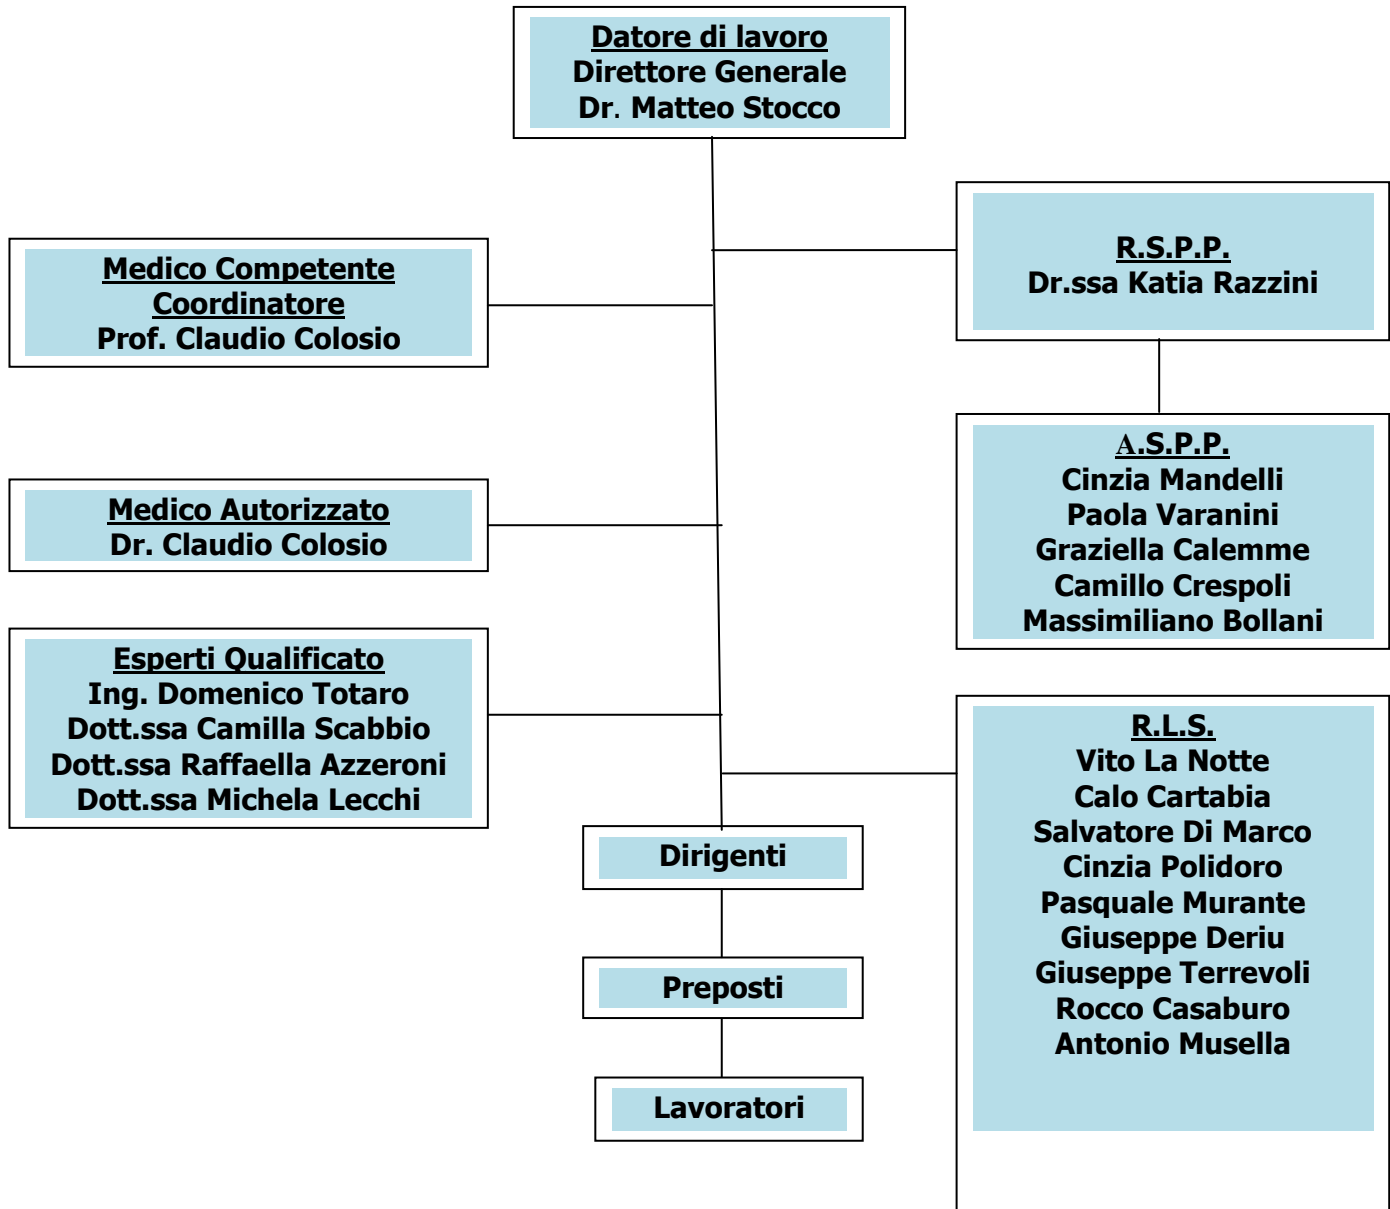 Datore di lavoro
Direttore Generale
Dr. Matteo Stocco
R.S.P.P.
Dr.ssa Katia Razzini
Medico Competente
Coordinatore
Prof. Claudio Colosio
A.S.P.P.
Cinzia Mandelli
Paola Varanini
Graziella Calemme
Camillo Crespoli
Massimiliano Bollani
Medico Autorizzato
Dr. Claudio Colosio
Esperti Qualificato
Ing. Domenico Totaro
Dott.ssa Camilla Scabbio
Dott.ssa Raffaella Azzeroni
Dott.ssa Michela Lecchi
R.L.S.
Vito La Notte
Calo Cartabia
Salvatore Di Marco
Cinzia Polidoro
Pasquale Murante
Giuseppe Deriu
Giuseppe Terrevoli
Rocco Casaburo
Antonio Musella
Dirigenti
Preposti
Lavoratori